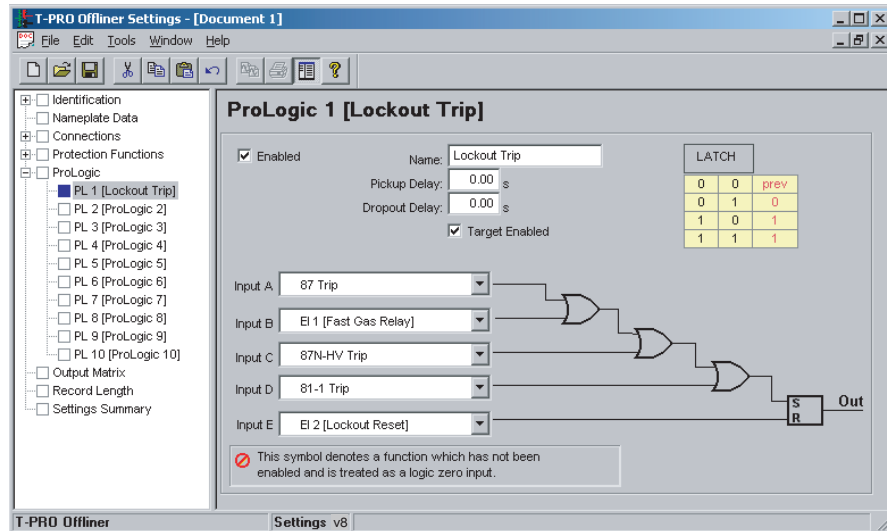 T-PRO Offliner Settings - [Document 1]
File Edit Tools Window Help
Identification
Nameplate Data
Connections
Protection Functions
ProLogic
PL 1 [Lockout Trip]
PL 2 [ProLogic 2]
PL 3 [ProLogic 3]
PL 4 [ProLogic 4]
PL 5 [ProLogic 5]
PL 6 [ProLogic 6]
PL 7 [ProLogic 7]
PL 8 [ProLogic 8]
PL 9 [ProLogic 9]
PL 10 [ProLogic 10]
Output Matrix
Record Length
Settings Summary
ProLogic 1 [Lockout Trip]
Enabled
Name: Lockout Trip
Pickup Delay: 0.00 s
Dropout Delay: 0.00 s
Target Enabled
LATCH
0 0 prev
0 1 0
1 0 1
1 1 1
Input A 87 Trip
Input B EI 1 [Fast Gas Relay]
Input C 87N-HV Trip
Input D 81-1 Trip
Input E EI 2 [Lockout Reset]
S
R
Out
This symbol denotes a function which has not been
enabled and is treated as a logic zero input.
T-PRO Offliner Settings v8